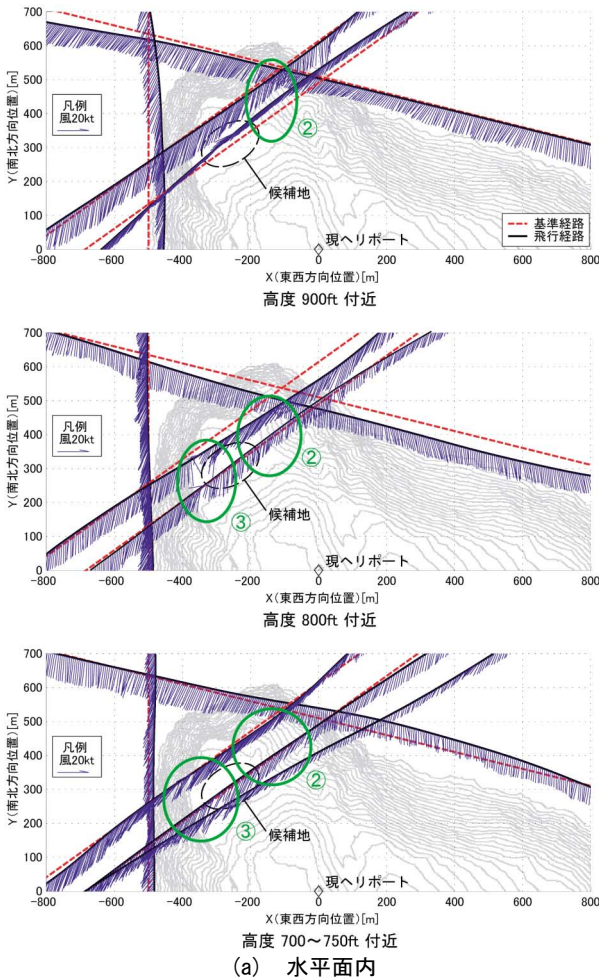 700
600
500
400
300
200
100
0
Y(南北方向位置)[m]
凡例
風20kt
②
候補地
現ヘリポート
基準経路
飛行経路
-800 -600 -400 -200 0 200 400 600 800
X(東西方向位置)[m]
高度 900ft 付近
700
600
500
400
300
200
100
0
Y(南北方向位置)[m]
凡例
風20kt
②
③
候補地
現ヘリポート
-800 -600 -400 -200 0 200 400 600 800
X(東西方向位置)[m]
高度 800ft 付近
700
600
500
400
300
200
100
0
Y(南北方向位置)[m]
凡例
風20kt
②
③
候補地
現ヘリポート
-800 -600 -400 -200 0 200 400 600 800
X(東西方向位置)[m]
高度 700～750ft 付近
(a) 水平面内